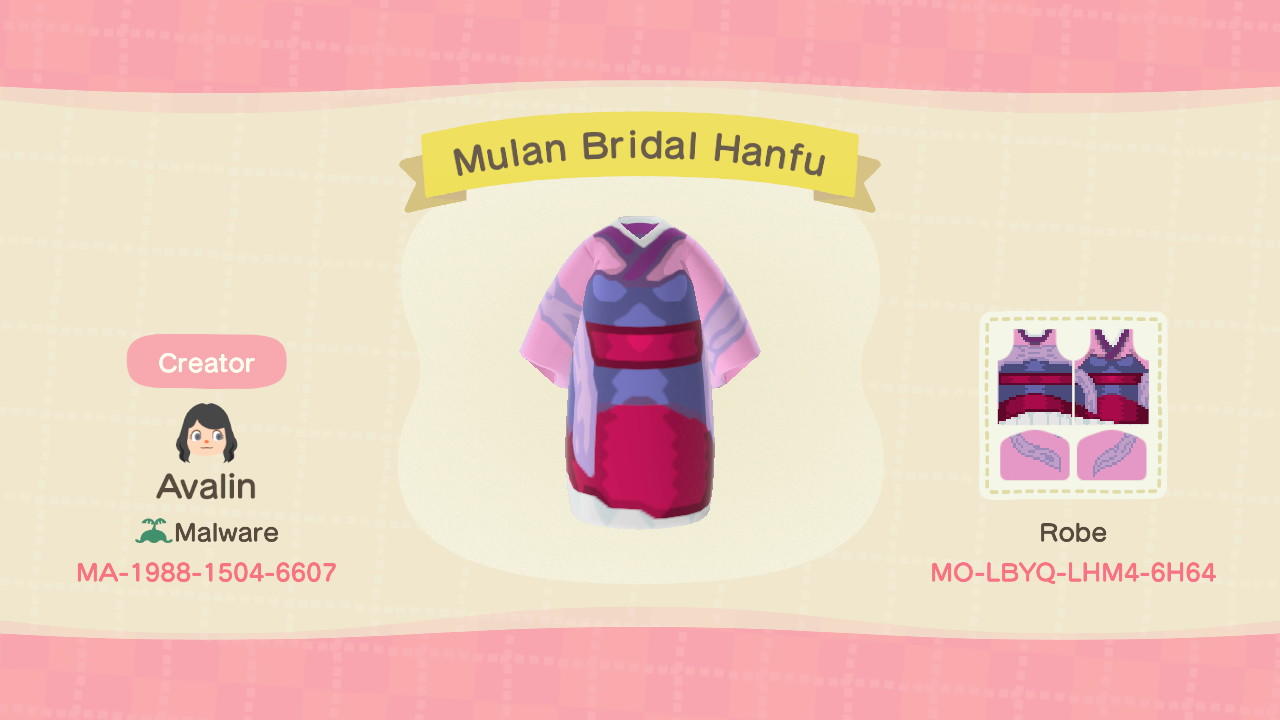 Mulan Bridal Hanfu
Creator
Avalin
Malware
MA-1988-1504-6607
Robe
MO-LBYQ-LHM4-6H64